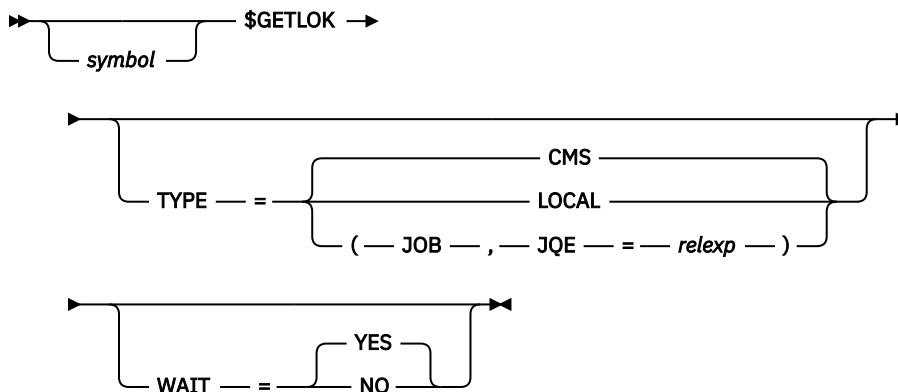 $GETLOK
symbol
CMS
TYPE = LOCAL
( JOB , JQE = relexp )
YES
WAIT = NO